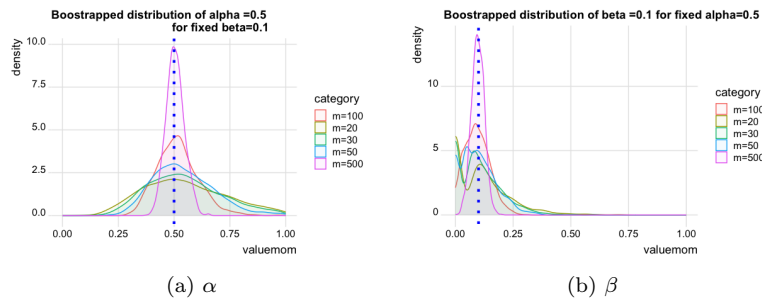 Boostrapped distribution of alpha =0.5
for fixed beta=0.1
density
10.0
7.5
5.0
2.5
0.0
0.00
0.25
0.50
0.75
1.00
valuemom
category
m=100
m=20
m=30
m=50
m=500
(a) α
Boostrapped distribution of beta =0.1 for fixed alpha=0.5
density
10
5
0
0.00
0.25
0.50
0.75
1.00
valuemom
category
m=100
m=20
m=30
m=50
m=500
(b) β